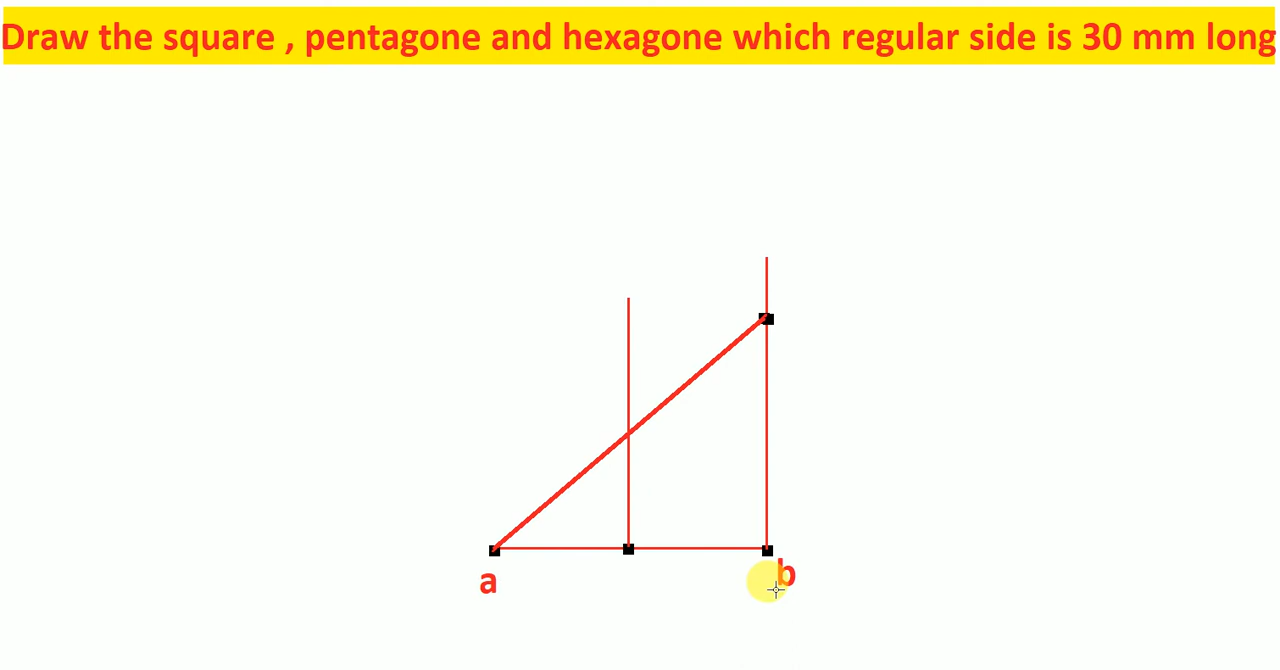 Draw the square , pentagone and hexagone which regular side is 30 mm long
a
b